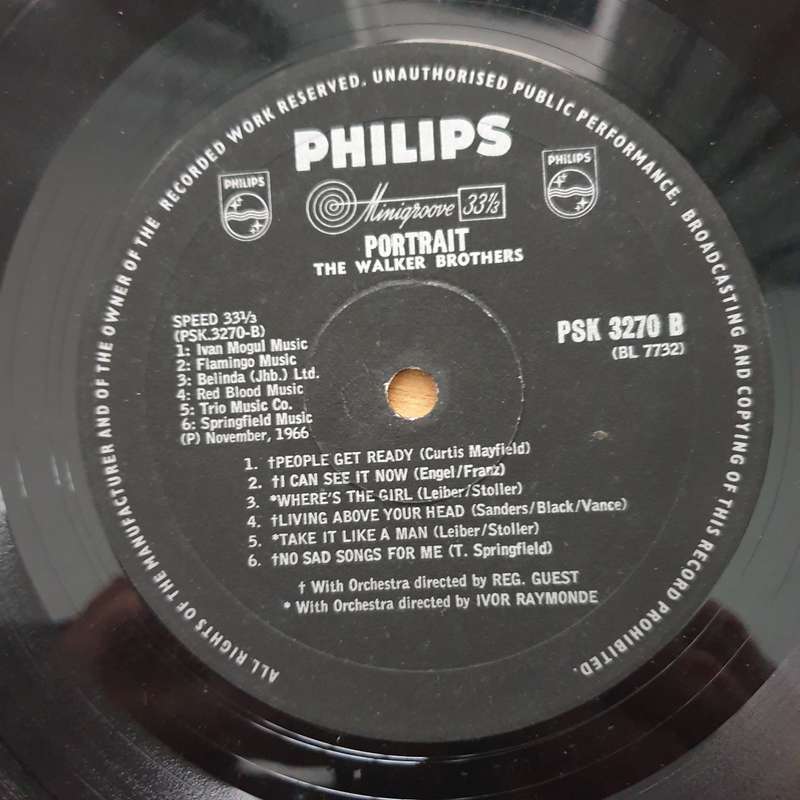 ALL RIGHTS OF THE MANUFACTURER AND OF THE OWNER OF THE RECORDED WORK RESERVED. UNAUTHORISED PUBLIC PERFORMANCE, BROADCASTING AND COPYING OF THIS RECORD PROHIBITED.
PHILIPS
PHILIPS
PHILIPS
Minigroove 33⅓
PORTRAIT
THE WALKER BROTHERS
SPEED 33⅓
(PSK.3270-B)
1: Ivan Mogul Music
2: Flamingo Music
3: Belinda (Jhb.) Ltd.
4: Red Blood Music
5: Trio Music Co.
6: Springfield Music
(P) November, 1966
PSK 3270 B
(BL 7732)
1. †PEOPLE GET READY (Curtis Mayfield)
2. †I CAN SEE IT NOW (Engel/Franz)
3. *WHERE'S THE GIRL (Leiber/Stoller)
4. †LIVING ABOVE YOUR HEAD (Sanders/Black/Vance)
5. *TAKE IT LIKE A MAN (Leiber/Stoller)
6. †NO SAD SONGS FOR ME (T. Springfield)
† With Orchestra directed by REG. GUEST
* With Orchestra directed by IVOR RAYMONDE